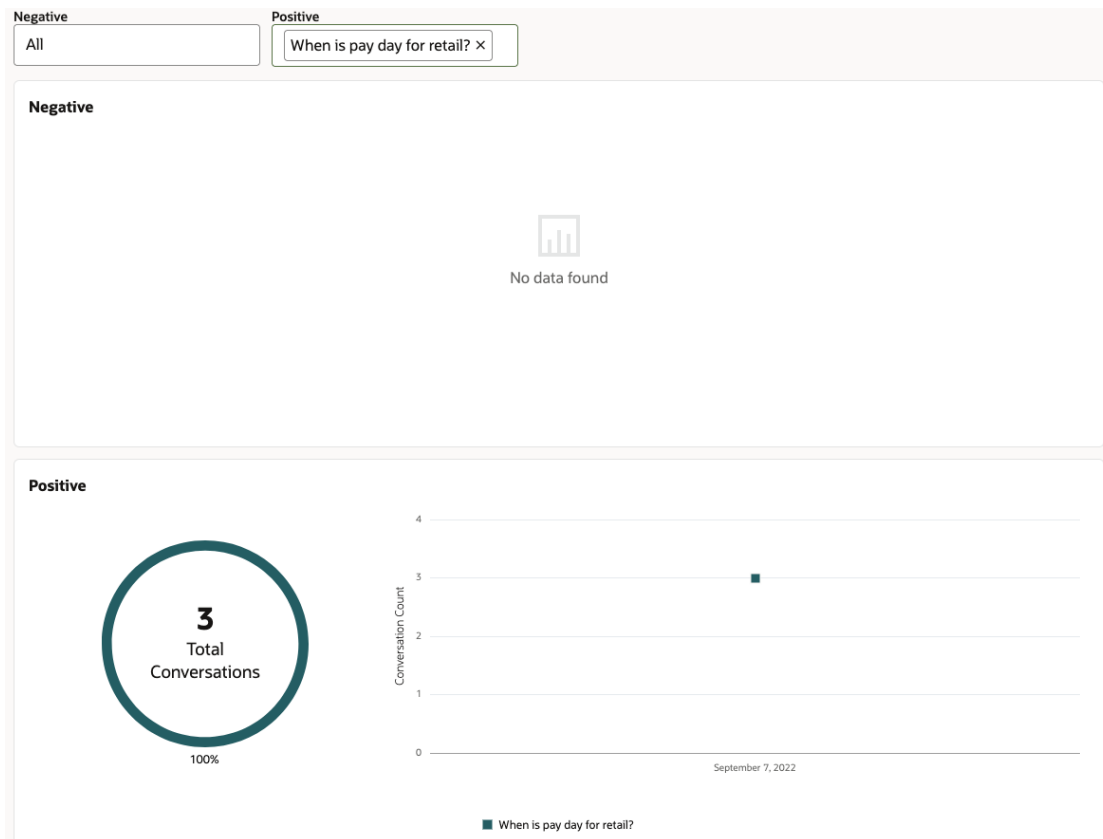 Negative
Positive
All
When is pay day for retail? ×
Negative
No data found
Positive
3
Total
Conversations
100%
Conversation Count
4
3
2
1
0
September 7, 2022
When is pay day for retail?